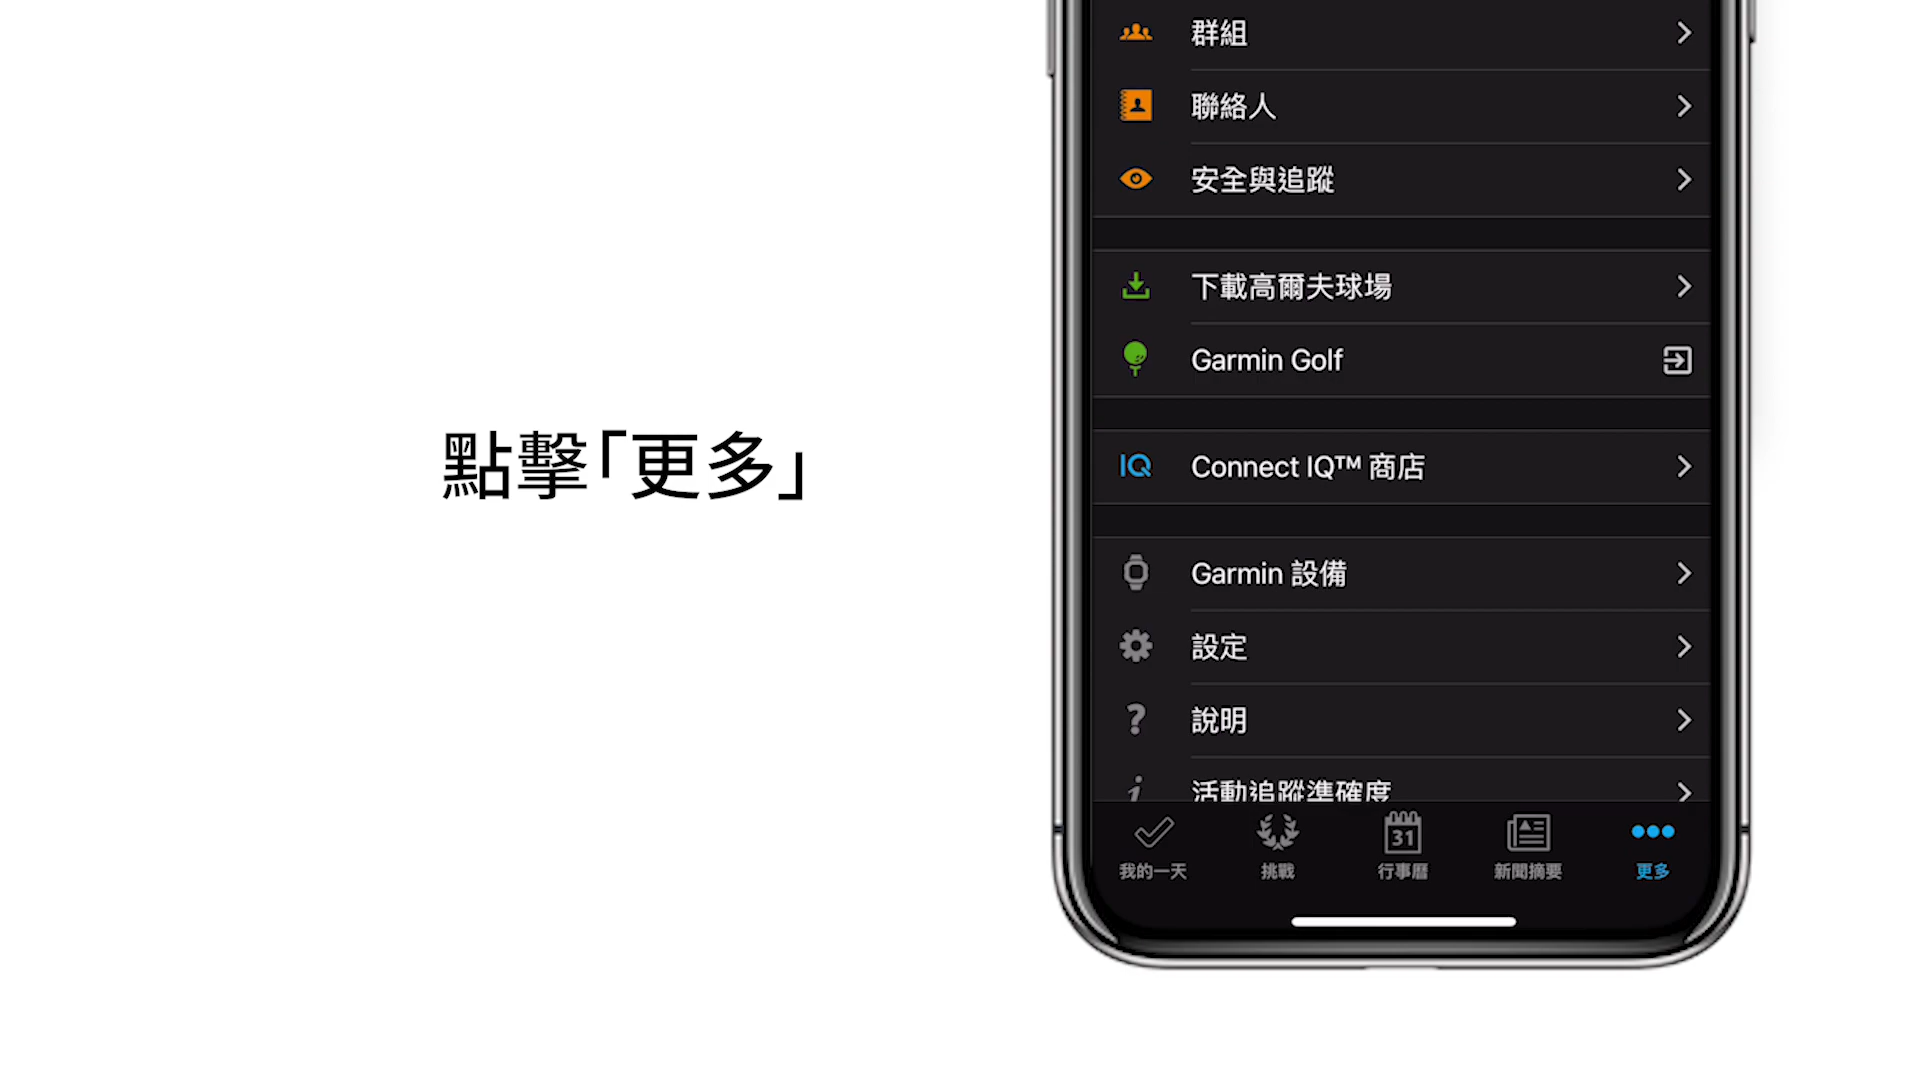 點擊「更多」
群組
聯絡人
安全與追蹤
下載高爾夫球場
Garmin Golf
IQ Connect IQ™ 商店
Garmin 設備
設定
說明
活動追蹤準確度
31
我的一天 挑戰 行事曆 新聞摘要 更多